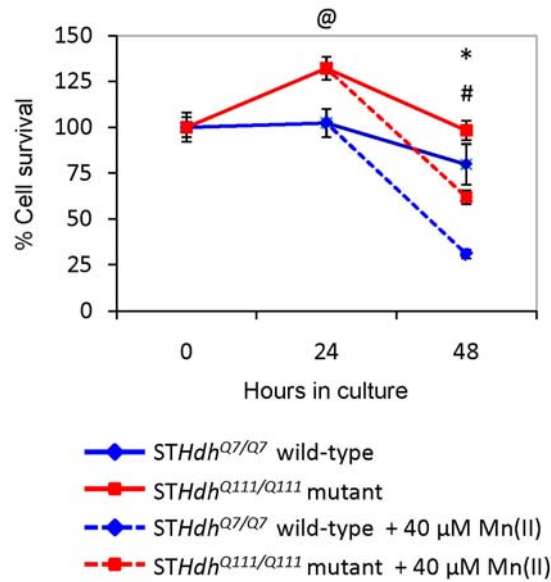 @
150
*
125
#
100
75
50
25
0
% Cell survival
0 24 48
Hours in culture
STHdhQ7/Q7 wild-type
STHdhQ111/Q111 mutant
STHdhQ7/Q7 wild-type + 40 µM Mn(II)
STHdhQ111/Q111 mutant + 40 µM Mn(II)